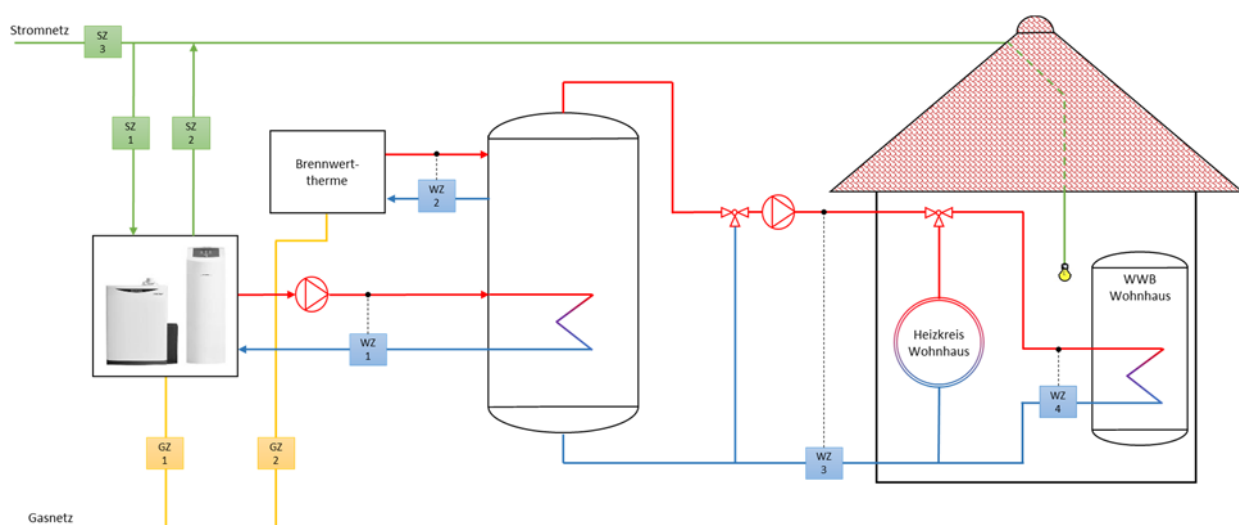 Stromnetz
SZ
3
SZ
1
SZ
2
Brennwert-
therme
WZ
2
WZ
1
GZ
1
GZ
2
Gasnetz
WZ
3
Heizkreis
Wohnhaus
WWB
Wohnhaus
WZ
4